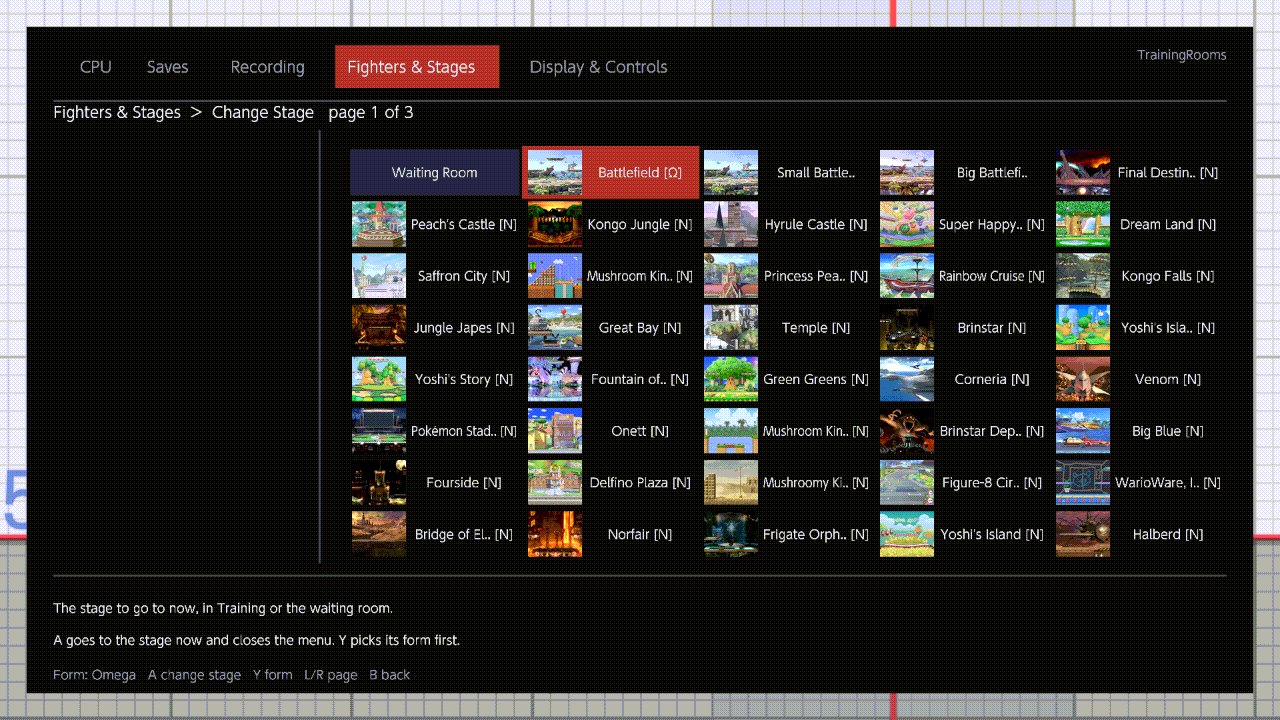 CPU Saves Recording Fighters & Stages Display & Controls TrainingRooms
Fighters & Stages > Change Stage page 1 of 3
Waiting Room Battlefield [Ω] Small Battle.. Big Battlefi.. Final Destin.. [N]
Peach's Castle [N] Kongo Jungle [N] Hyrule Castle [N] Super Happy.. [N] Dream Land [N]
Saffron City [N] Mushroom Kin.. [N] Princess Pea.. [N] Rainbow Cruise [N] Kongo Falls [N]
Jungle Japes [N] Great Bay [N] Temple [N] Brinstar [N] Yoshi's Isla.. [N]
Yoshi's Story [N] Fountain of.. [N] Green Greens [N] Corneria [N] Venom [N]
Pokémon Stad.. [N] Onett [N] Mushroom Kin.. [N] Brinstar Dep.. [N] Big Blue [N]
Fourside [N] Delfino Plaza [N] Mushroomy Ki.. [N] Figure-8 Cir.. [N] WarioWare, I.. [N]
Bridge of El.. [N] Norfair [N] Frigate Orph.. [N] Yoshi's Island [N] Halberd [N]
5
The stage to go to now, in Training or the waiting room.
A goes to the stage now and closes the menu. Y picks its form first.
Form: Omega A change stage Y form L/R page B back